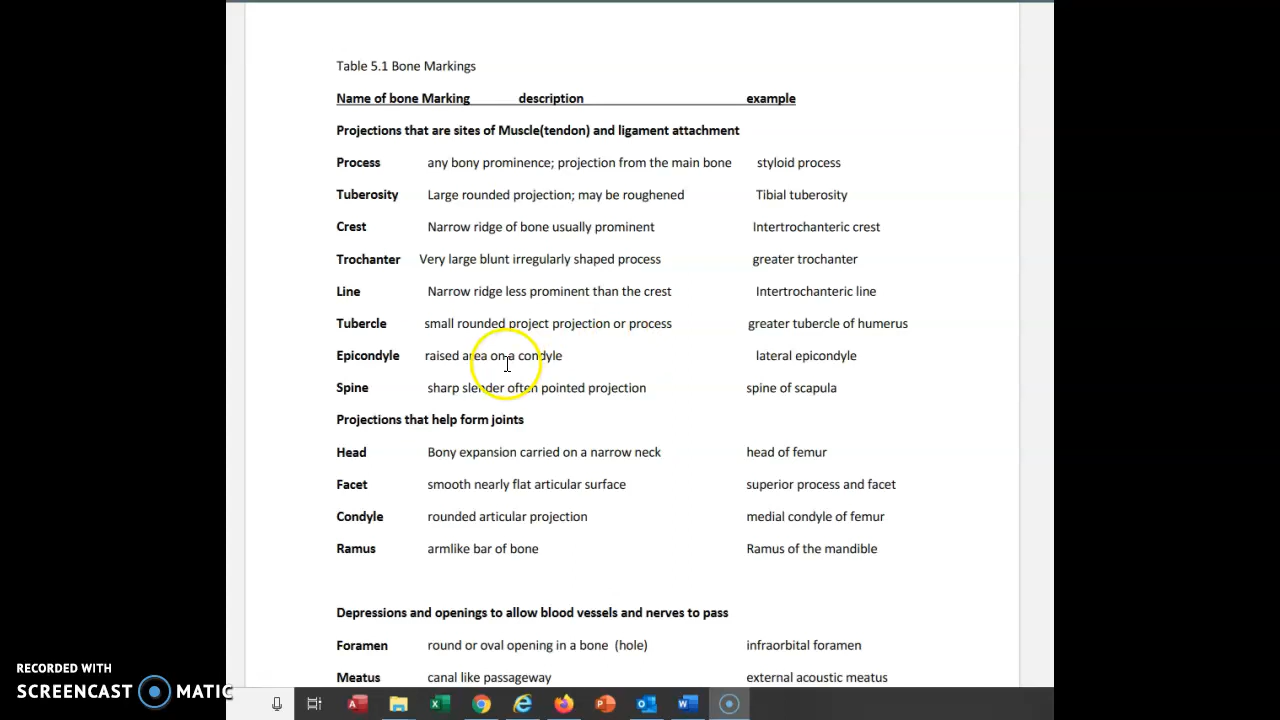 Table 5.1 Bone Markings
Name of bone Marking description example
Projections that are sites of Muscle(tendon) and ligament attachment
Process any bony prominence; projection from the main bone styloid process
Tuberosity Large rounded projection; may be roughened Tibial tuberosity
Crest Narrow ridge of bone usually prominent Intertrochanteric crest
Trochanter Very large blunt irregularly shaped process greater trochanter
Line Narrow ridge less prominent than the crest Intertrochanteric line
Tubercle small rounded project projection or process greater tubercle of humerus
Epicondyle raised area on a condyle lateral epicondyle
Spine sharp slender often pointed projection spine of scapula
Projections that help form joints
Head Bony expansion carried on a narrow neck head of femur
Facet smooth nearly flat articular surface superior process and facet
Condyle rounded articular projection medial condyle of femur
Ramus armlike bar of bone Ramus of the mandible
Depressions and openings to allow blood vessels and nerves to pass
Foramen round or oval opening in a bone (hole) infraorbital foramen
Meatus canal like passageway external acoustic meatus
RECORDED WITH
SCREENCAST MATIC